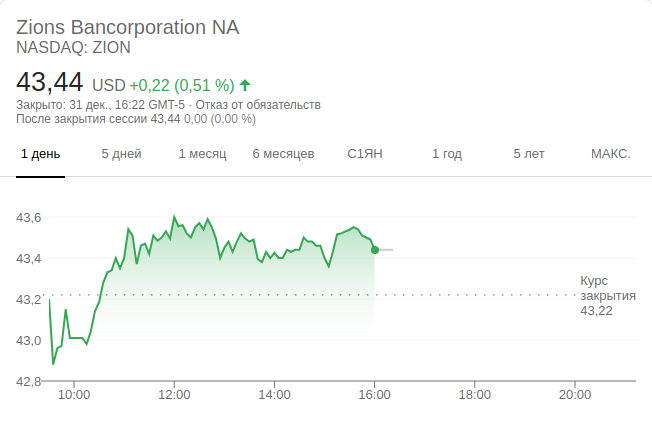 Zions Bancorporation NA
NASDAQ: ZION
43,44 USD +0,22 (0,51 %)
Закрыто: 31 дек., 16:22 GMT-5 · Отказ от обязательств
После закрытия сессии 43,44 0,00 (0,00 %)
1 день 5 дней 1 месяц 6 месяцев С1ЯН 1 год 5 лет МАКС.
43,6
43,4
43,2
43,0
42,8
Курс
закрытия
43,22
10:00 12:00 14:00 16:00 18:00 20:00